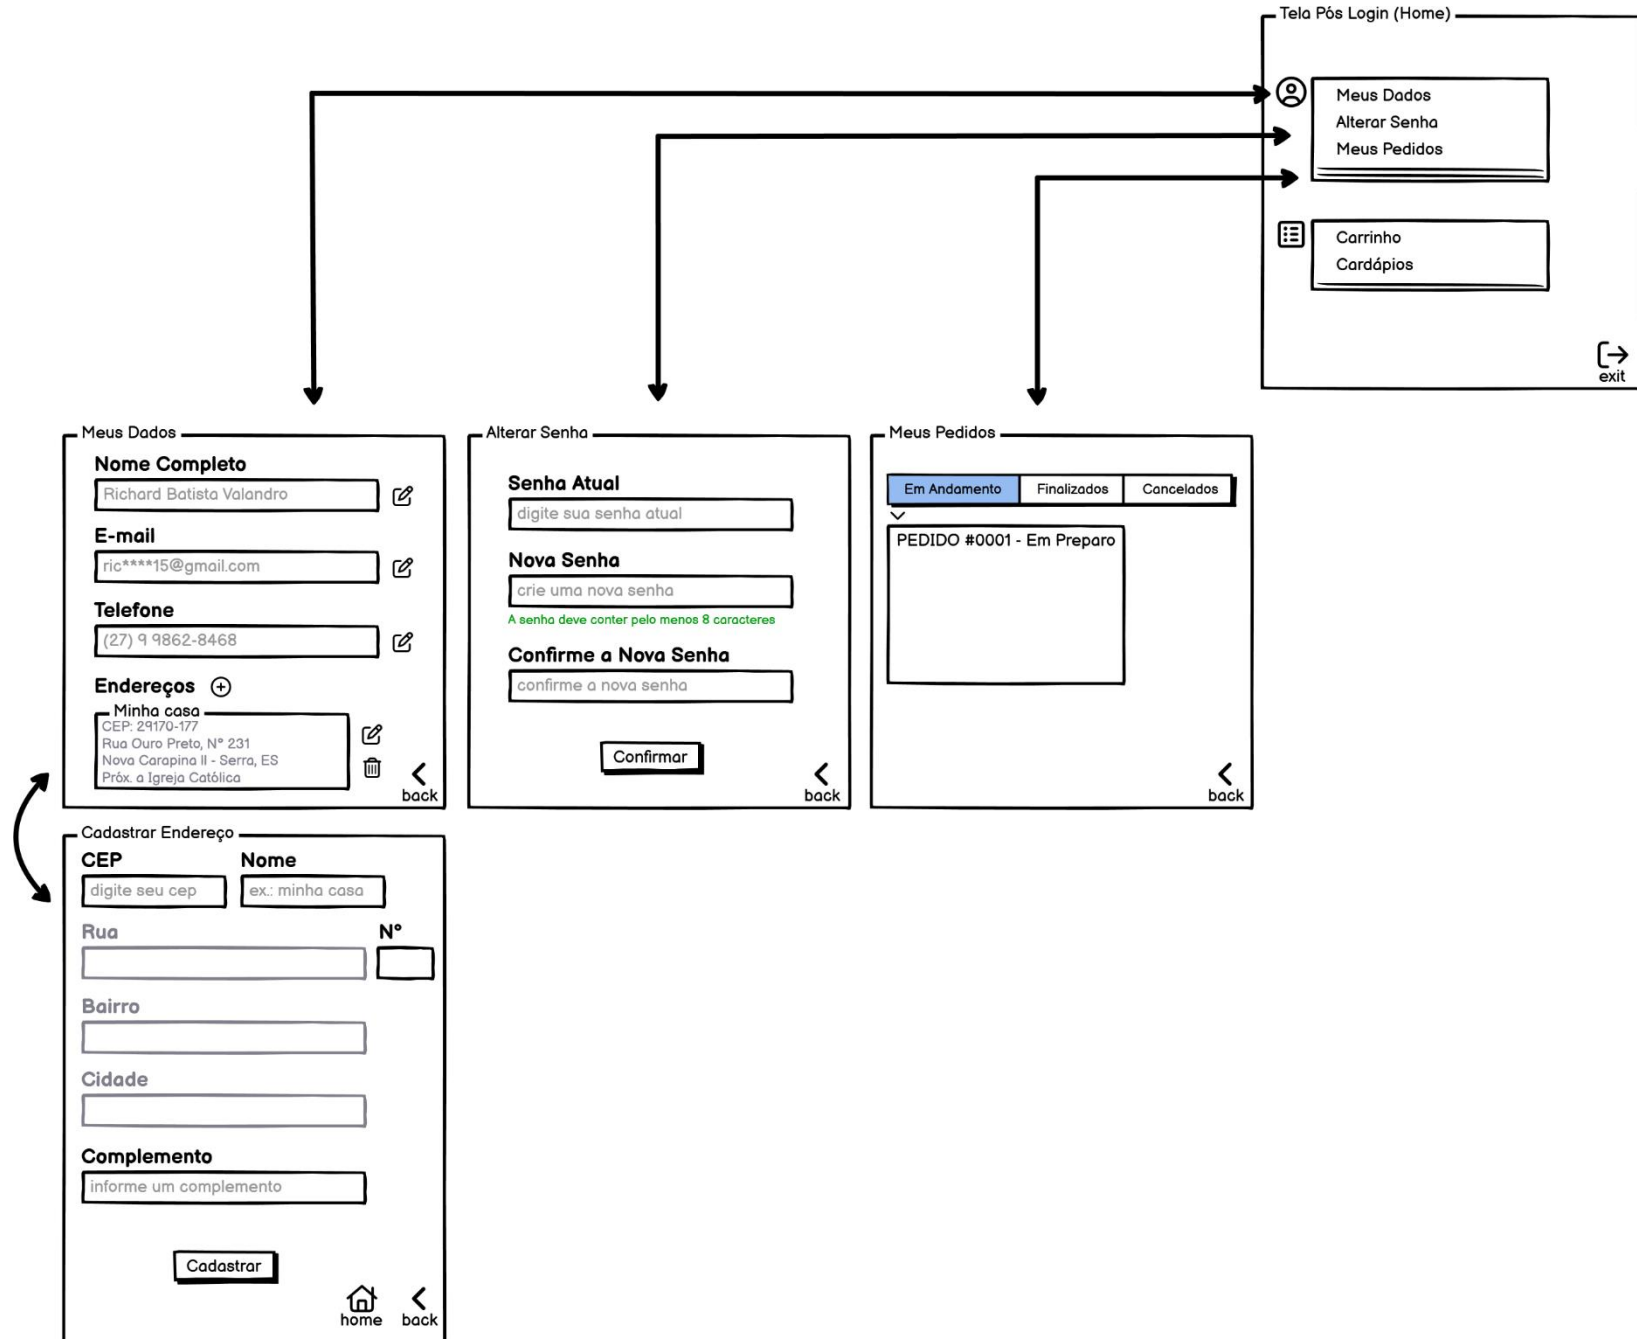 Tela Pós Login (Home)
Meus Dados
Alterar Senha
Meus Pedidos
Carrinho
Cardápios
exit
Meus Dados
Nome Completo
Richard Batista Valandro
E-mail
ric****15@gmail.com
Telefone
(27) 9 9862-8468
Endereços
Minha casa
CEP: 29170-177
Rua Ouro Preto, N° 231
Nova Carapina II - Serra, ES
Próx. a Igreja Católica
back
Alterar Senha
Senha Atual
digite sua senha atual
Nova Senha
crie uma nova senha
A senha deve conter pelo menos 8 caracteres
Confirme a Nova Senha
confirme a nova senha
Confirmar
back
Meus Pedidos
Em Andamento Finalizados Cancelados
PEDIDO #0001 - Em Preparo
back
Cadastrar Endereço
CEP Nome
digite seu cep ex.: minha casa
Rua N°
Bairro
Cidade
Complemento
informe um complemento
Cadastrar
home back